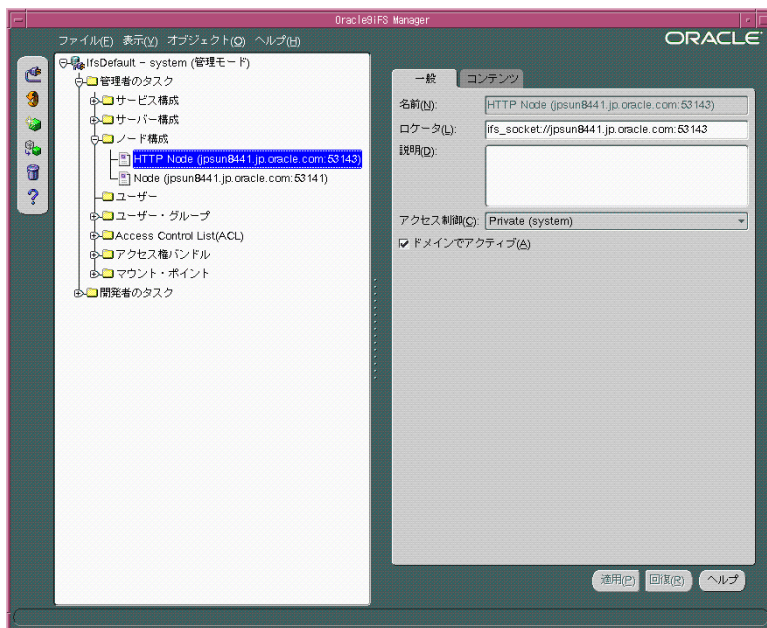 Oracle9iFS Manager
ファイル(F) 表示(V) オブジェクト(O) ヘルプ(H)
ORACLE
IfsDefault - system (管理モード)
管理者のタスク
サービス構成
サーバー構成
ノード構成
HTTP Node (jpsun8441.jp.oracle.com:53143)
Node (jpsun8441.jp.oracle.com:53141)
ユーザー
ユーザー・グループ
Access Control List(ACL)
アクセス権バンドル
マウント・ポイント
開発者のタスク
一般 コンテンツ
名前(N): HTTP Node (jpsun8441.jp.oracle.com:53143)
ロケータ(L): ifs_socket://jpsun8441.jp.oracle.com:53143
説明(D):
アクセス制御(C): Private (system)
ドメインでアクティブ(A)
適用(P) 回復(R) ヘルプ